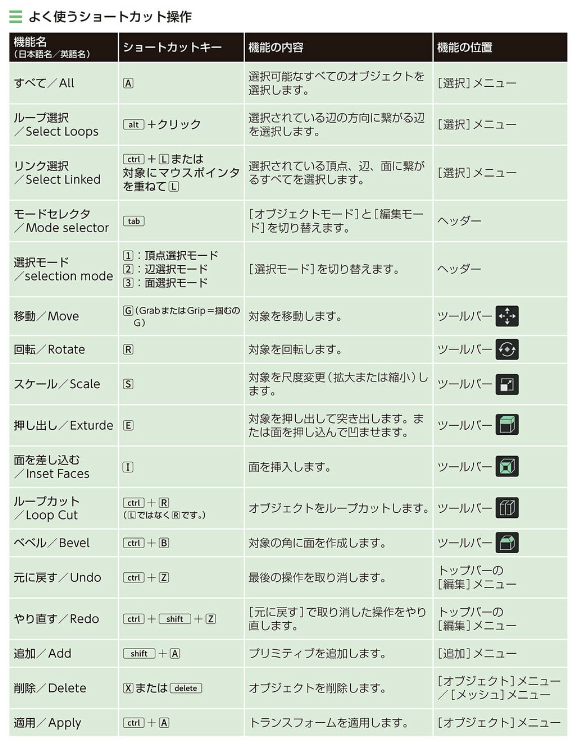 よく使うショートカット操作
機能名
（日本語名／英語名）
ショートカットキー
機能の内容
機能の位置
すべて／All
A
選択可能なすべてのオブジェクトを
選択します。
［選択］メニュー
ループ選択
／Select Loops
alt ＋クリック
選択されている辺の方向に繋がる辺
を選択します。
［選択］メニュー
リンク選択
／Select Linked
ctrl ＋ L または
対象にマウスポインタ
を重ねて L
選択されている頂点、辺、面に繋が
るすべてを選択します。
［選択］メニュー
モードセレクタ
／Mode selector
tab
［オブジェクトモード］と［編集モー
ド］を切り替えます。
ヘッダー
選択モード
／selection mode
1：頂点選択モード
2：辺選択モード
3：面選択モード
［選択モード］を切り替えます。
ヘッダー
移動／Move
G（GrabまたはGrip＝掴むの
G）
対象を移動します。
ツールバー
回転／Rotate
R
対象を回転します。
ツールバー
スケール／Scale
S
対象を尺度変更（拡大または縮小）し
ます。
ツールバー
押し出し／Exturde
E
対象を押し出して突き出します。ま
たは面を押し込んで凹ませます。
ツールバー
面を差し込む
／Inset Faces
I
面を挿入します。
ツールバー
ループカット
／Loop Cut
ctrl ＋ R
（L ではなく R です。）
オブジェクトをループカットします。
ツールバー
ベベル／Bevel
ctrl ＋ B
対象の角に面を作成します。
ツールバー
元に戻す／Undo
ctrl ＋ Z
最後の操作を取り消します。
トップバーの
［編集］メニュー
やり直す／Redo
ctrl ＋ shift ＋ Z
［元に戻す］で取り消した操作をやり
直します。
トップバーの
［編集］メニュー
追加／Add
shift ＋ A
プリミティブを追加します。
［追加］メニュー
削除／Delete
X または delete
オブジェクトを削除します。
［オブジェクト］メニュー
／［メッシュ］メニュー
適用／Apply
ctrl ＋ A
トランスフォームを適用します。
［オブジェクト］メニュー